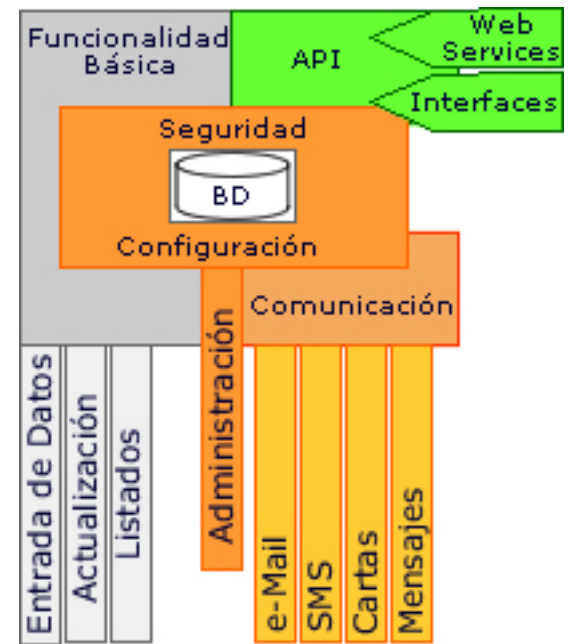 Funcionalidad
Básica
API
Web
Services
Interfaces
Seguridad
BD
Configuración
Comunicación
Entrada de Datos
Actualización
Listados
Administración
e-Mail
SMS
Cartas
Mensajes